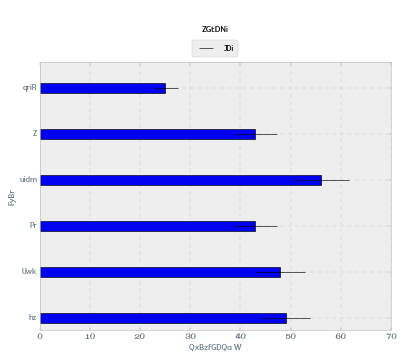 ZGtDNi
JDi
qriR
Z
uidm
Pr
Uwk
hz
FyBr
0 10 20 30 40 50 60 70
QxBzfGDQo W